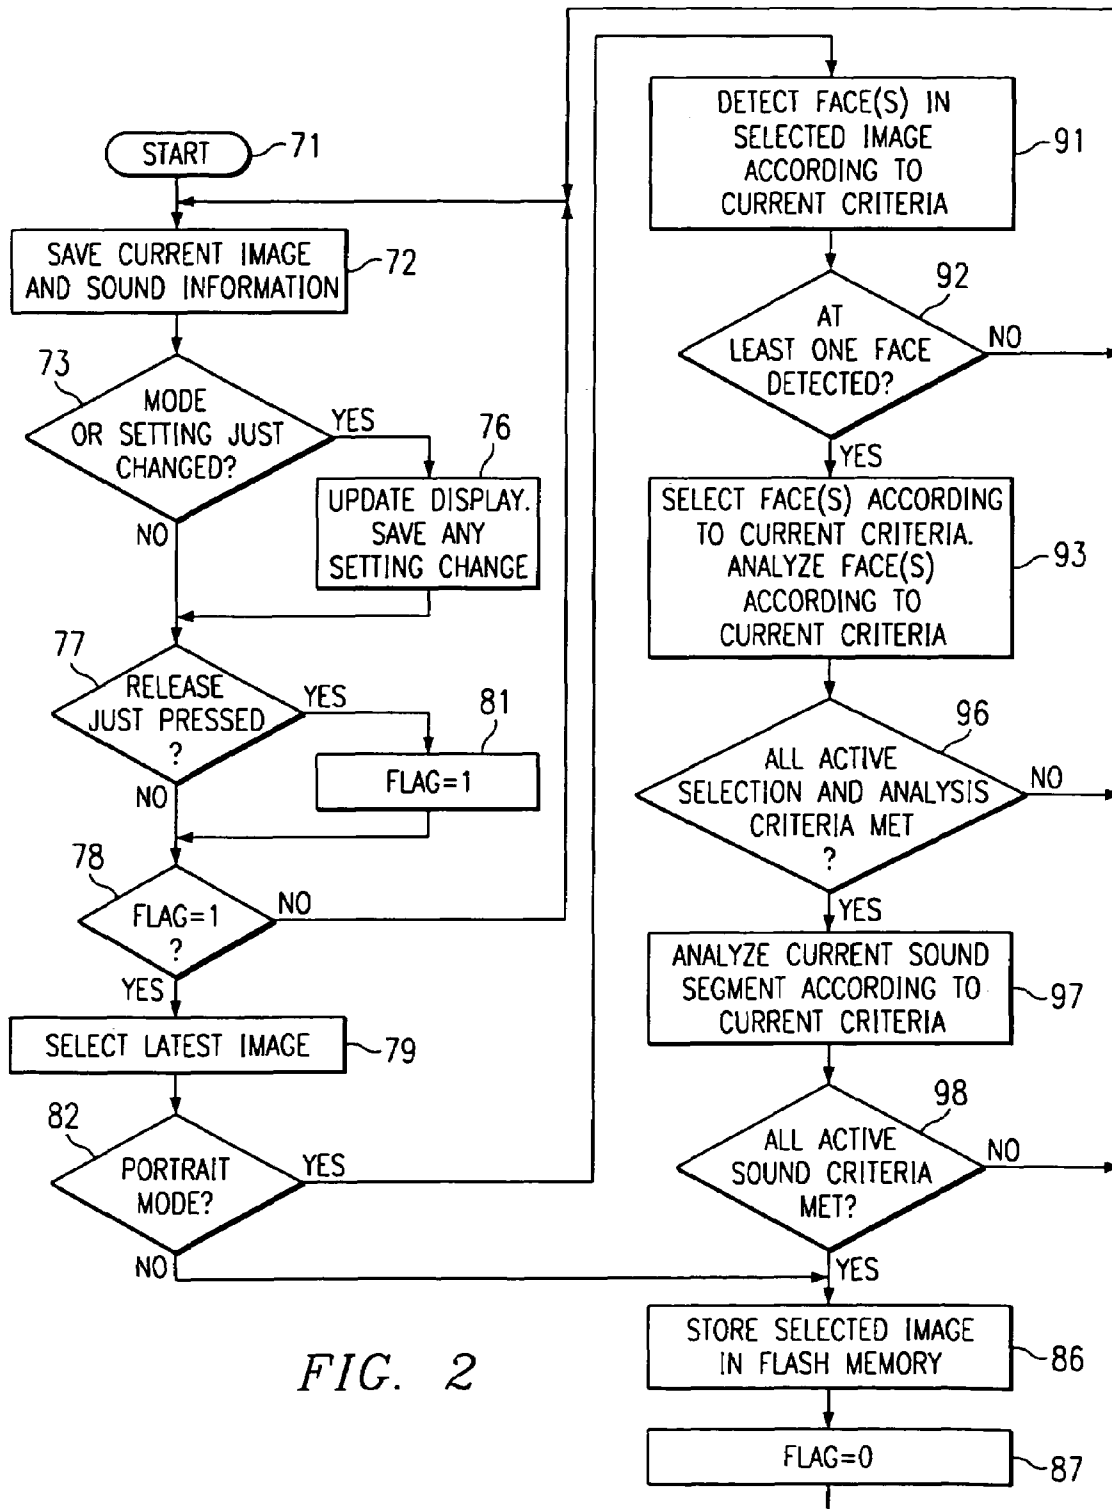 START
71
SAVE CURRENT IMAGE
AND SOUND INFORMATION
72
73
MODE
OR SETTING JUST
CHANGED?
YES
NO
76
UPDATE DISPLAY.
SAVE ANY
SETTING CHANGE
77
RELEASE
JUST PRESSED
?
YES
NO
81
FLAG=1
78
FLAG=1
?
NO
YES
SELECT LATEST IMAGE
79
82
PORTRAIT
MODE?
YES
NO
DETECT FACE(S) IN
SELECTED IMAGE
ACCORDING TO
CURRENT CRITERIA
91
92
AT
LEAST ONE FACE
DETECTED?
NO
YES
SELECT FACE(S) ACCORDING
TO CURRENT CRITERIA.
ANALYZE FACE(S)
ACCORDING TO
CURRENT CRITERIA
93
96
ALL ACTIVE
SELECTION AND ANALYSIS
CRITERIA MET
?
NO
YES
ANALYZE CURRENT SOUND
SEGMENT ACCORDING TO
CURRENT CRITERIA
97
98
ALL ACTIVE
SOUND CRITERIA
MET?
NO
YES
STORE SELECTED IMAGE
IN FLASH MEMORY
86
FLAG=0
87
FIG. 2